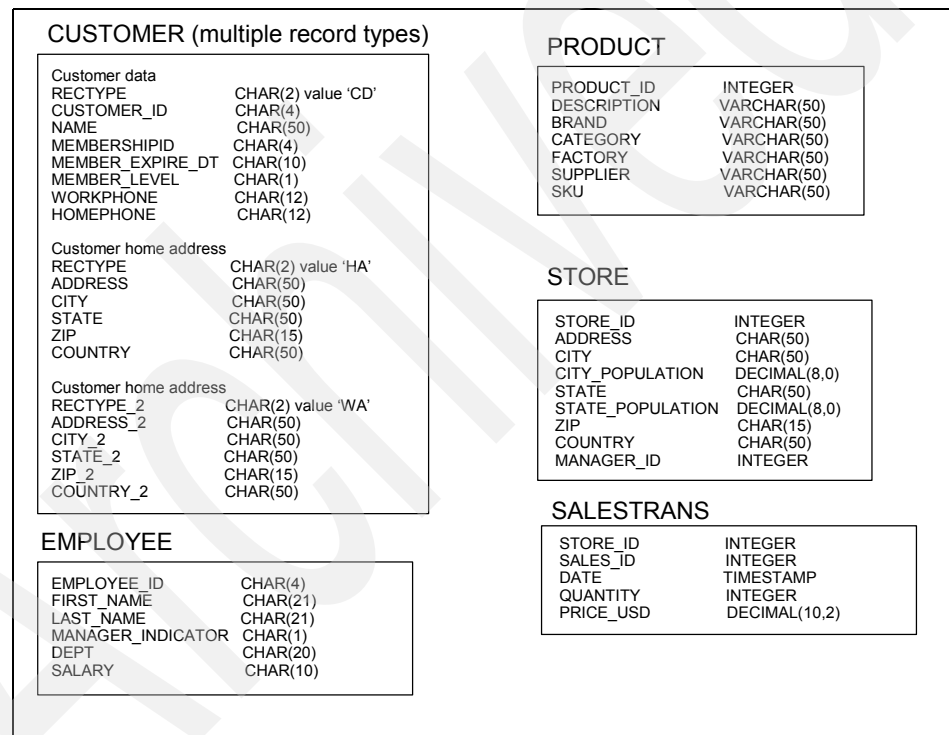 CUSTOMER (multiple record types)
Customer data
RECTYPE CHAR(2) value ‘CD’
CUSTOMER_ID CHAR(4)
NAME CHAR(50)
MEMBERSHIPID CHAR(4)
MEMBER_EXPIRE_DT CHAR(10)
MEMBER_LEVEL CHAR(1)
WORKPHONE CHAR(12)
HOMEPHONE CHAR(12)
Customer home address
RECTYPE CHAR(2) value ‘HA’
ADDRESS CHAR(50)
CITY CHAR(50)
STATE CHAR(50)
ZIP CHAR(15)
COUNTRY CHAR(50)
Customer home address
RECTYPE_2 CHAR(2) value ‘WA’
ADDRESS_2 CHAR(50)
CITY_2 CHAR(50)
STATE_2 CHAR(50)
ZIP_2 CHAR(15)
COUNTRY_2 CHAR(50)
EMPLOYEE
EMPLOYEE_ID CHAR(4)
FIRST_NAME CHAR(21)
LAST_NAME CHAR(21)
MANAGER_INDICATOR CHAR(1)
DEPT CHAR(20)
SALARY CHAR(10)
PRODUCT
PRODUCT_ID INTEGER
DESCRIPTION VARCHAR(50)
BRAND VARCHAR(50)
CATEGORY VARCHAR(50)
FACTORY VARCHAR(50)
SUPPLIER VARCHAR(50)
SKU VARCHAR(50)
STORE
STORE_ID INTEGER
ADDRESS CHAR(50)
CITY CHAR(50)
CITY_POPULATION DECIMAL(8,0)
STATE CHAR(50)
STATE_POPULATION DECIMAL(8,0)
ZIP CHAR(15)
COUNTRY CHAR(50)
MANAGER_ID INTEGER
SALESTRANS
STORE_ID INTEGER
SALES_ID INTEGER
DATE TIMESTAMP
QUANTITY INTEGER
PRICE_USD DECIMAL(10,2)